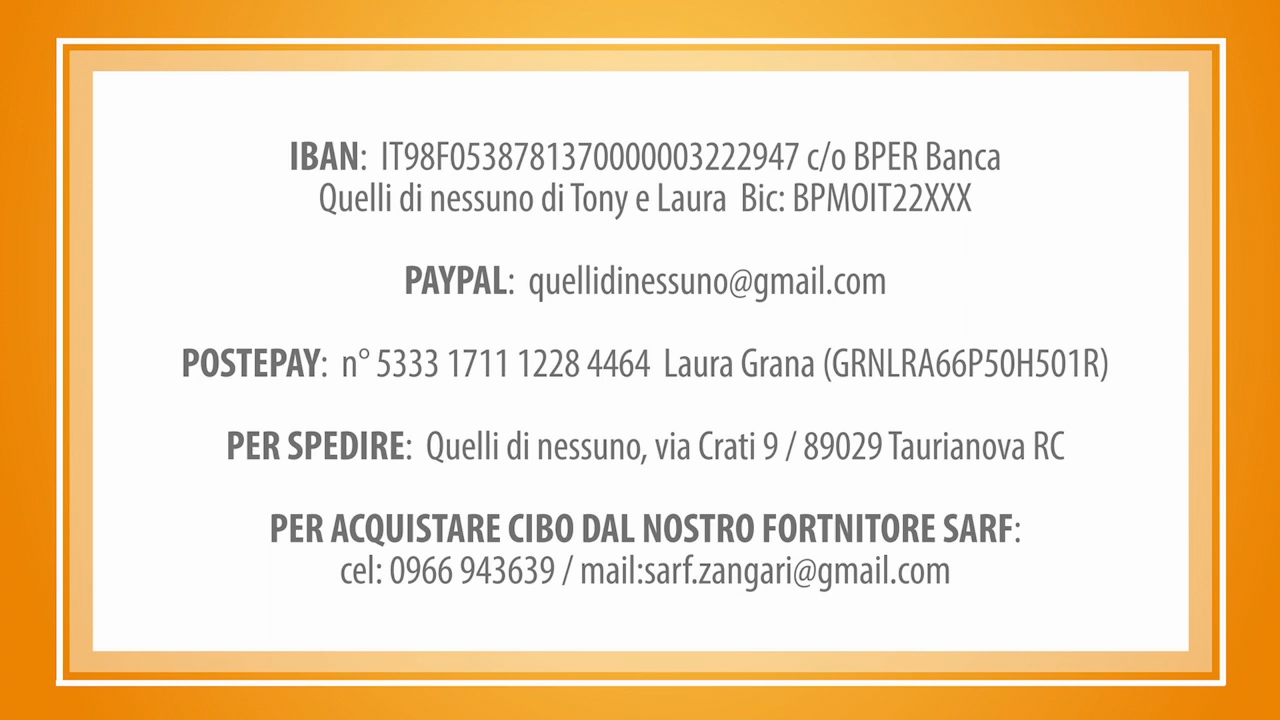 IBAN: IT98F0538781370000003222947 c/o BPER Banca
Quelli di nessuno di Tony e Laura Bic: BPMOIT22XXX
PAYPAL: quellidinessuno@gmail.com
POSTEPAY: n° 5333 1711 1228 4464 Laura Grana (GRNLRA66P50H501R)
PER SPEDIRE: Quelli di nessuno, via Crati 9 / 89029 Taurianova RC
PER ACQUISTARE CIBO DAL NOSTRO FORTNITORE SARF:
cel: 0966 943639 / mail:sarf.zangari@gmail.com